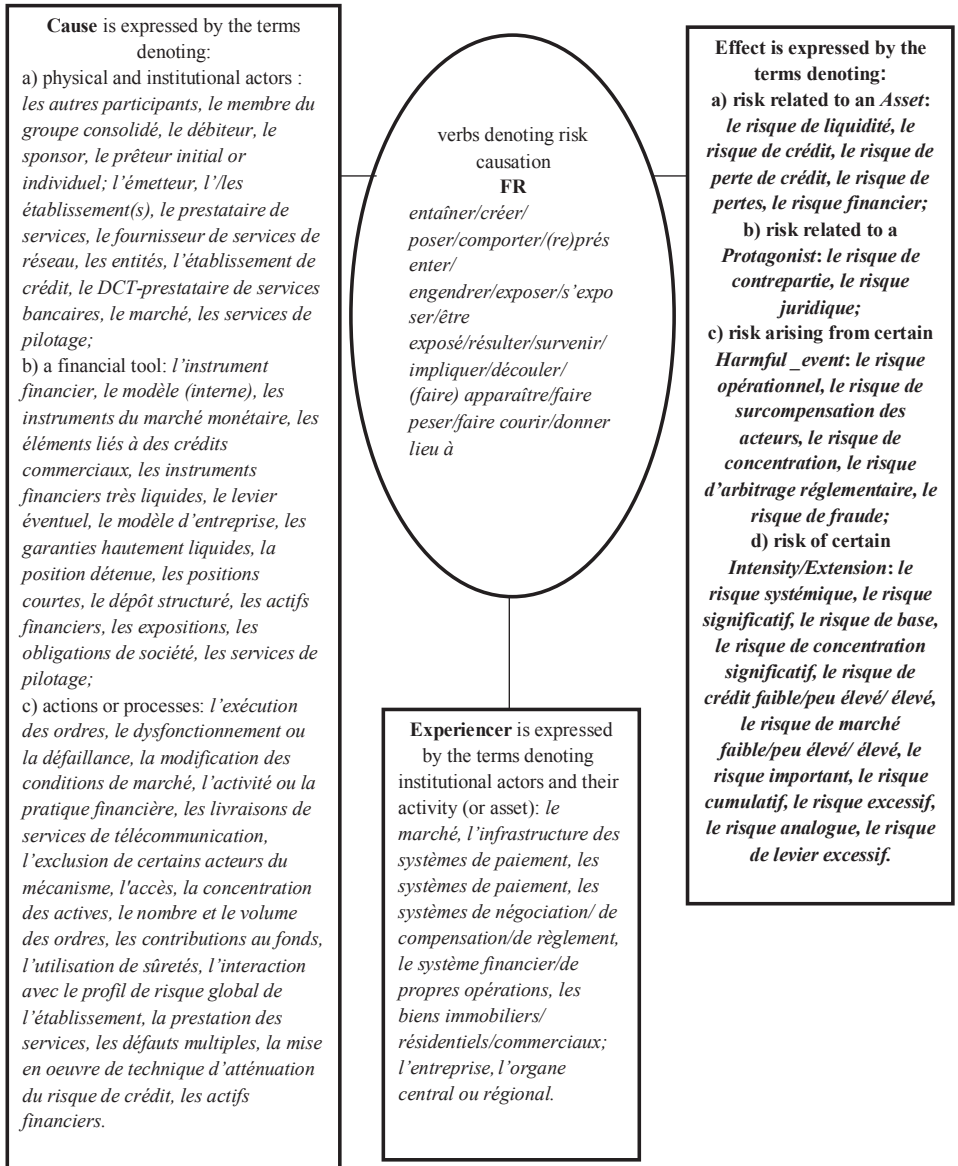 Cause is expressed by the terms
denoting:
a) physical and institutional actors :
les autres participants, le membre du
groupe consolidé, le débiteur, le
sponsor, le prêteur initial or
individuel; l’émetteur, l’/les
établissement(s), le prestataire de
services, le fournisseur de services de
réseau, les entités, l’établissement de
crédit, le DCT-prestataire de services
bancaires, le marché, les services de
pilotage;
b) a financial tool: l’instrument
financier, le modèle (interne), les
instruments du marché monétaire, les
éléments liés à des crédits
commerciaux, les instruments
financiers très liquides, le levier
éventuel, le modèle d’entreprise, les
garanties hautement liquides, la
position détenue, les positions
courtes, le dépôt structuré, les actifs
financiers, les expositions, les
obligations de société, les services de
pilotage;
c) actions or processes: l’exécution
des ordres, le dysfonctionnement ou
la défaillance, la modification des
conditions de marché, l’activité ou la
pratique financière, les livraisons de
services de télécommunication,
l’exclusion de certains acteurs du
mécanisme, l'accès, la concentration
des actives, le nombre et le volume
des ordres, les contributions au fonds,
l’utilisation de sûretés, l’interaction
avec le profil de risque global de
l’établissement, la prestation des
services, les défauts multiples, la mise
en oeuvre de technique d’atténuation
du risque de crédit, les actifs
financiers.
verbs denoting risk
causation
FR
entaîner/créer/
poser/comporter/(re)prés
enter/
engendrer/exposer/s’expo
ser/être
exposé/résulter/survenir/
impliquer/découler/
(faire) apparaître/faire
peser/faire courir/donner
lieu à
Experiencer is expressed
by the terms denoting
institutional actors and their
activity (or asset): le
marché, l’infrastructure des
systèmes de paiement, les
systèmes de paiement, les
systèmes de négociation/ de
compensation/de règlement,
le système financier/de
propres opérations, les
biens immobiliers/
résidentiels/commerciaux;
l’entreprise, l’organe
central ou régional.
Effect is expressed by the
terms denoting:
a) risk related to an Asset:
le risque de liquidité, le
risque de crédit, le risque de
perte de crédit, le risque de
pertes, le risque financier;
b) risk related to a
Protagonist: le risque de
contrepartie, le risque
juridique;
c) risk arising from certain
Harmful_event: le risque
opérationnel, le risque de
surcompensation des
acteurs, le risque de
concentration, le risque
d’arbitrage réglementaire, le
risque de fraude;
d) risk of certain
Intensity/Extension: le
risque systémique, le risque
significatif, le risque de base,
le risque de concentration
significatif, le risque de
crédit faible/peu élevé/ élevé,
le risque de marché
faible/peu élevé/ élevé, le
risque important, le risque
cumulatif, le risque excessif,
le risque analogue, le risque
de levier excessif.